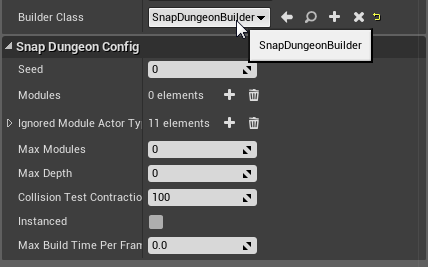 Builder Class SnapDungeonBuilder
SnapDungeonBuilder
Snap Dungeon Config
Seed 0
Modules 0 elements
Ignored Module Actor Ty 11 elements
Max Modules 0
Max Depth 0
Collision Test Contractio 100
Instanced
Max Build Time Per Fram 0.0